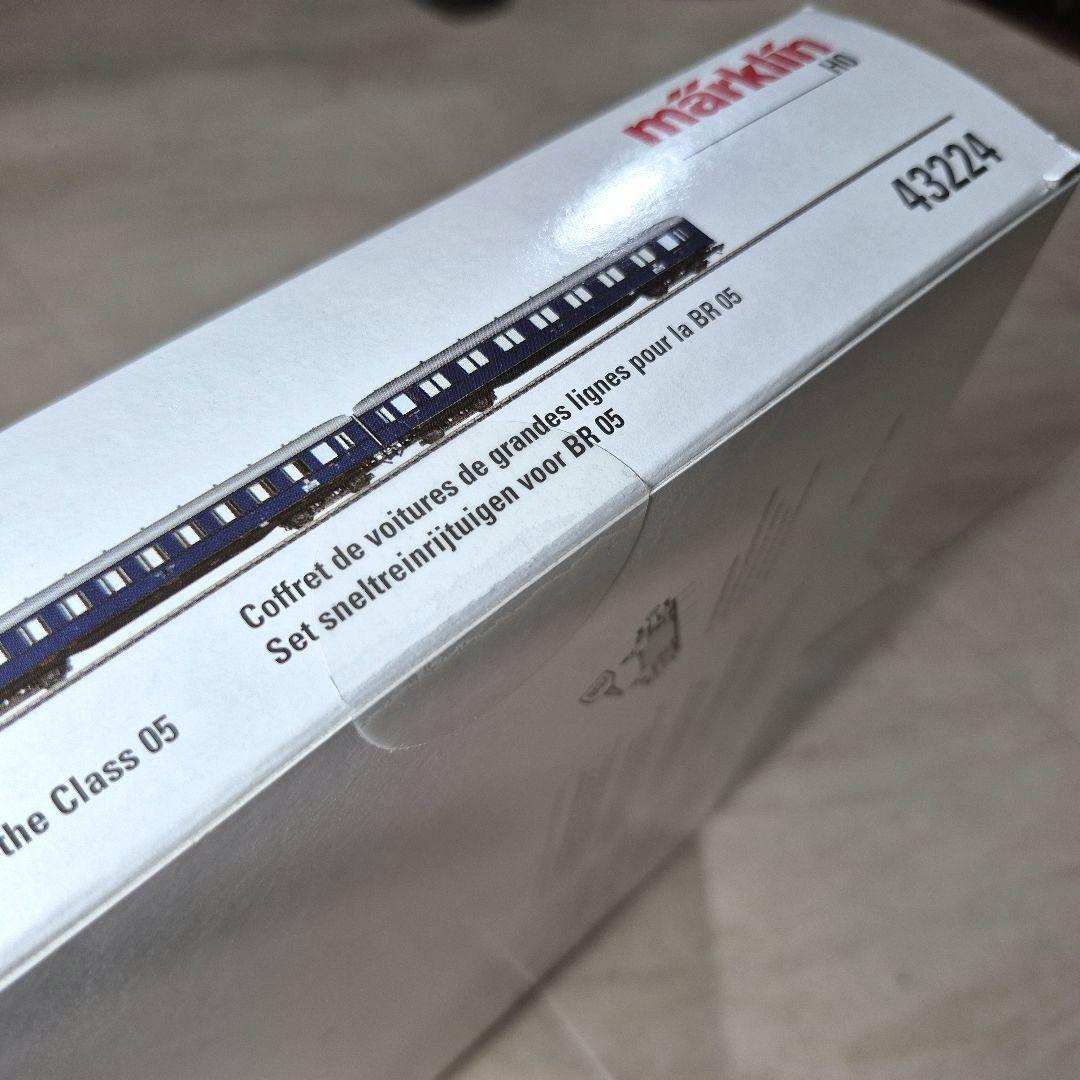 märklin
H0
43224
Coffret de voitures de grandes lignes pour la BR 05
Set sneltreinrijtuigen voor BR 05
the Class 05